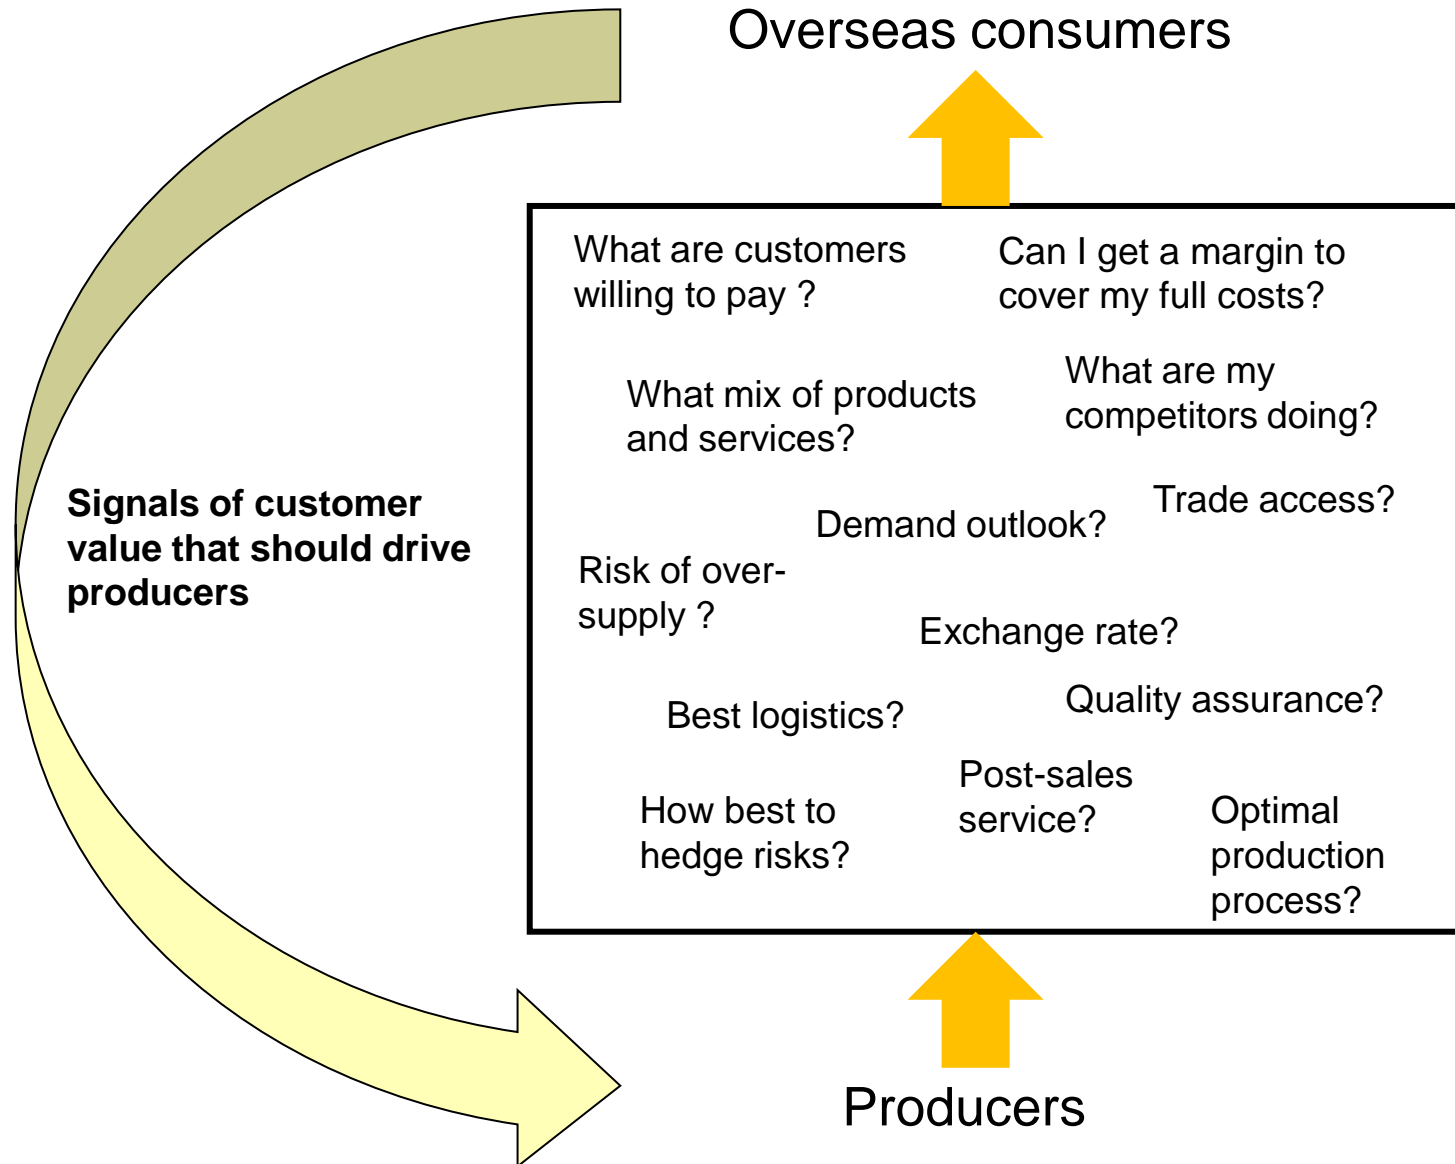 Overseas consumers
What are customers
willing to pay ?
Can I get a margin to
cover my full costs?
What mix of products
and services?
What are my
competitors doing?
Signals of customer
value that should drive
producers
Demand outlook?
Trade access?
Risk of over-
supply ?
Exchange rate?
Best logistics?
Quality assurance?
How best to
hedge risks?
Post-sales
service?
Optimal
production
process?
Producers